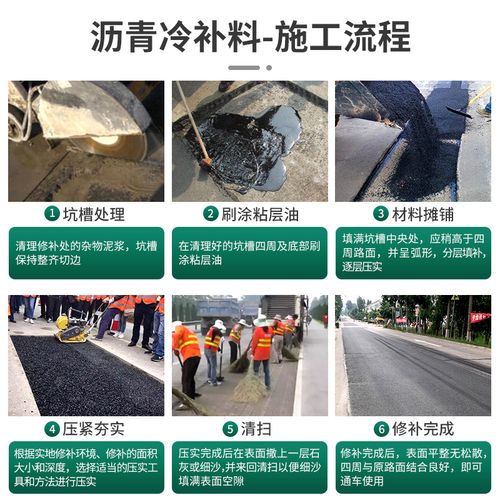 沥青冷补料-施工流程
1 坑槽处理
清理修补处的杂物泥浆，坑槽
保持整齐切边
2 刷涂粘层油
在清理好的坑槽四周及底部刷
涂粘层油
3 材料摊铺
填满坑槽中央处，应稍高于四
周路面，并呈弧形，分层填补，
逐层压实
4 压紧夯实
根据实地修补环境、修补的面积
大小和深度，选择适当的压实工
具和方法进行压实
5 清扫
压实完成后在表面撒上一层石
灰或细沙，并来回清扫以便细沙
填满表面空隙
6 修补完成
修补完成后，表面平整无松散，
四周与原路面结合良好，即可
通车使用